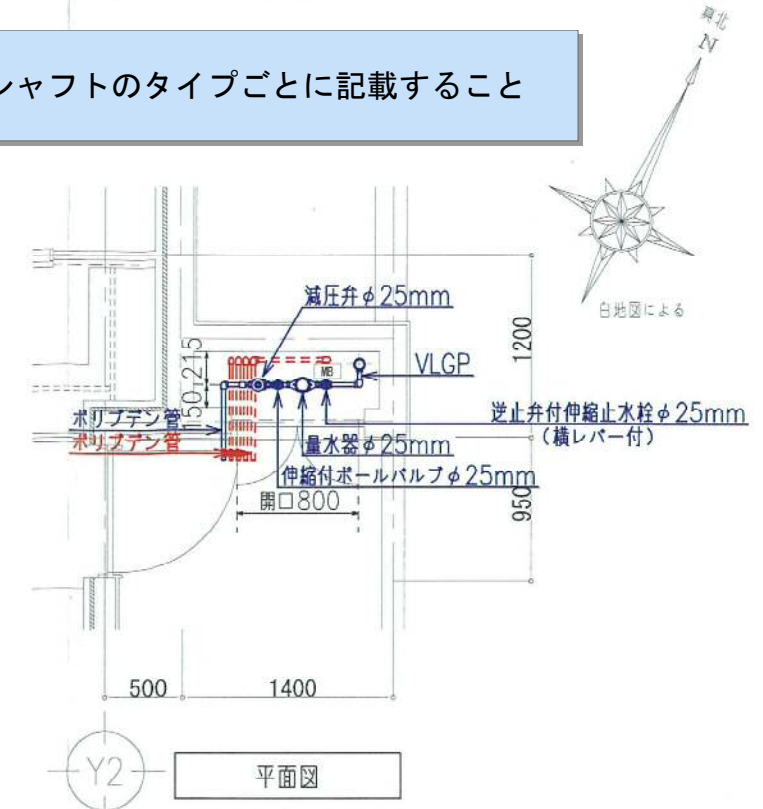 真北
N
シャフトのタイプごとに記載すること
白地図による
減圧弁φ25mm
1200
215
MB
VLGP
150
ポリブデン管
ポリブデン管
逆止弁付伸縮止水栓φ25mm
(横レバー付)
量水器φ25mm
伸縮付ボールバルブφ25mm
開口800
950
500
1400
Y2
平面図